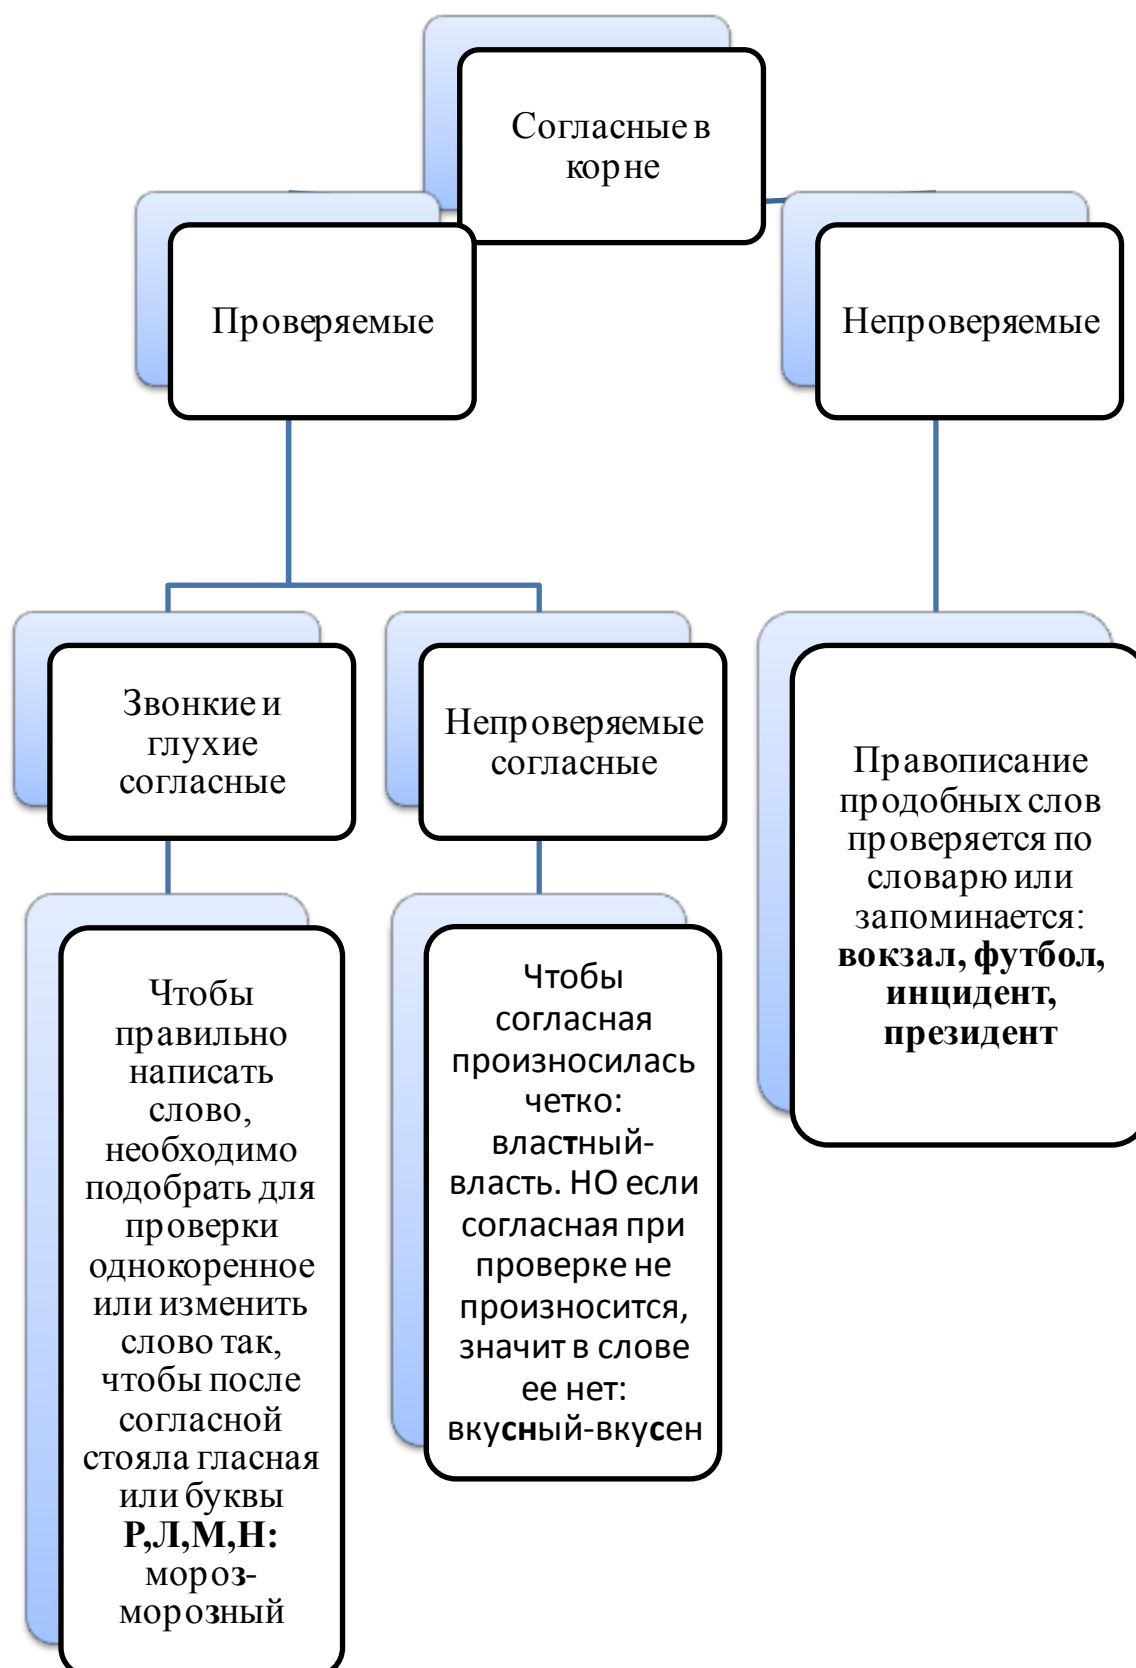 Согласные в
корне
Проверяемые
Непроверяемые
Звонкие и
глухие
согласные
Непроверяемые
согласные
Правописание
продобных слов
проверяется по
словарю или
запоминается:
вокзал, футбол,
инцидент,
президент
Чтобы
правильно
написать
слово,
необходимо
подобрать для
проверки
однокоренное
или изменить
слово так,
чтобы после
согласной
стояла гласная
или буквы
Р,Л,М,Н:
мороз-
морозный
Чтобы
согласная
произносилась
четко:
властный-
власть. НО если
согласная при
проверке не
произносится,
значит в слове
ее нет:
вкусный-вкусен